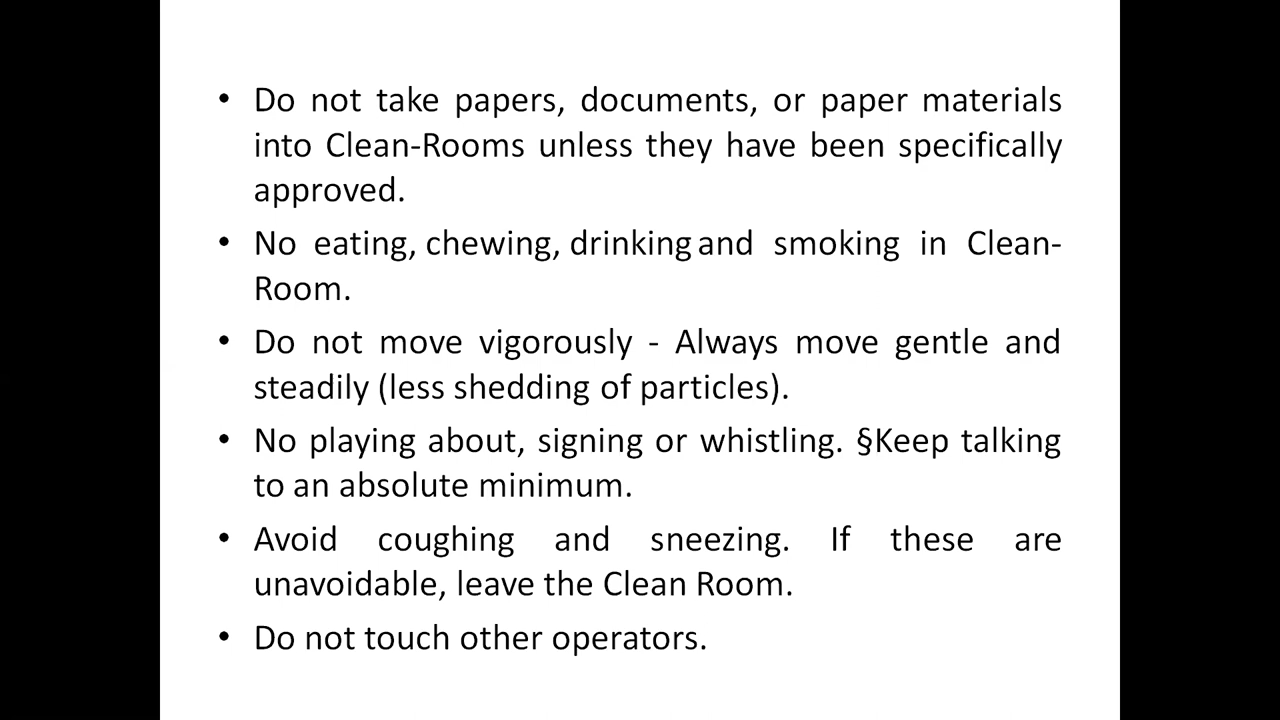 • Do not take papers, documents, or paper materials
into Clean-Rooms unless they have been specifically
approved.
• No eating, chewing, drinking and smoking in Clean-
Room.
• Do not move vigorously - Always move gentle and
steadily (less shedding of particles).
• No playing about, signing or whistling. §Keep talking
to an absolute minimum.
• Avoid coughing and sneezing. If these are
unavoidable, leave the Clean Room.
• Do not touch other operators.